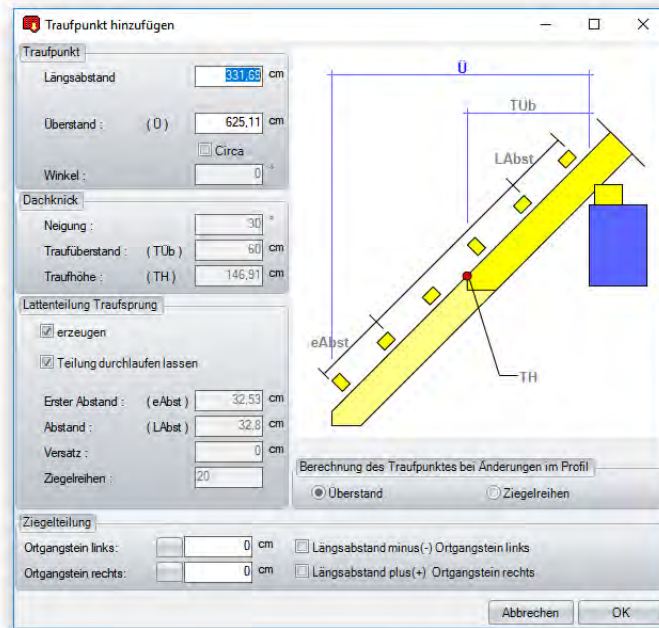 Traufpunkt hinzufügen
Traufpunkt
Längsabstand 331,69 cm
Überstand : ( Ü ) 625,11 cm
Circa
Winkel : 0 °
Dachknick
Neigung : 30 °
Traufüberstand : ( TÜb ) 60 cm
Traufhöhe : ( TH ) 146,91 cm
Lattenteilung Traufsprung
erzeugen
Teilung durchlaufen lassen
Erster Abstand : ( eAbst ) 32,53 cm
Abstand : ( LAbst ) 32,8 cm
Versatz : 0 cm
Ziegelreihen : 20
Ü
TÜb
LAbst
eAbst
TH
Berechnung des Traufpunktes bei Änderungen im Profil
Überstand Ziegelreihen
Ziegelteilung
Ortgangstein links: 0 cm Längsabstand minus(-) Ortgangstein links
Ortgangstein rechts: 0 cm Längsabstand plus(+) Ortgangstein rechts
Abbrechen OK